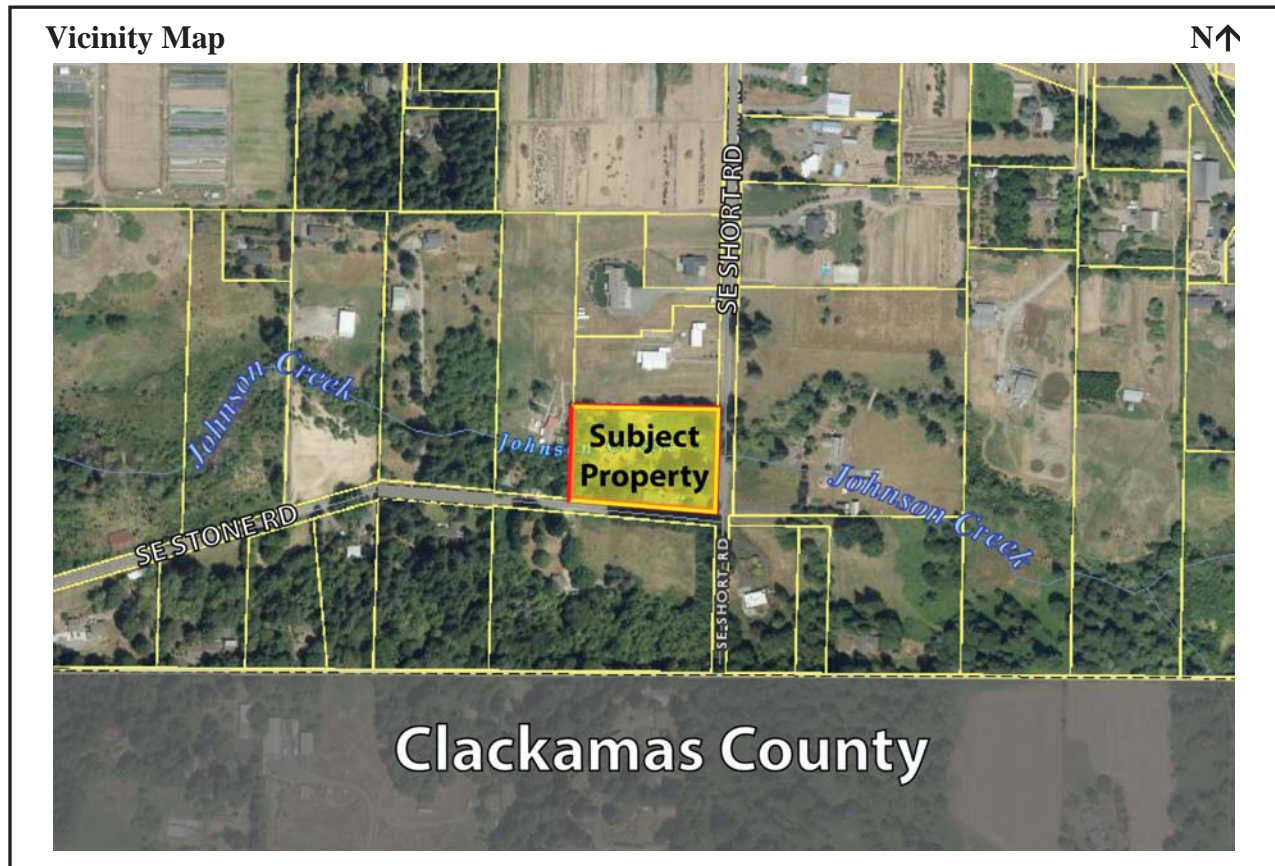 Vicinity Map
N↑
SE SHORT RD
Johnson Creek
Johnson
Subject
Property
Johnson Creek
SE STONE RD
SE SHORT RD
Clackamas County